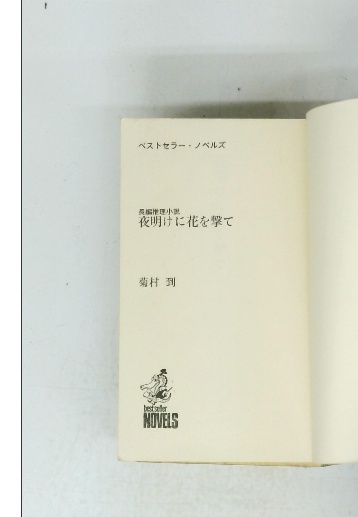 ベストセラー・ノベルズ
長編推理小説
夜明けに花を撃て
菊村 到
best seller
NOVELS